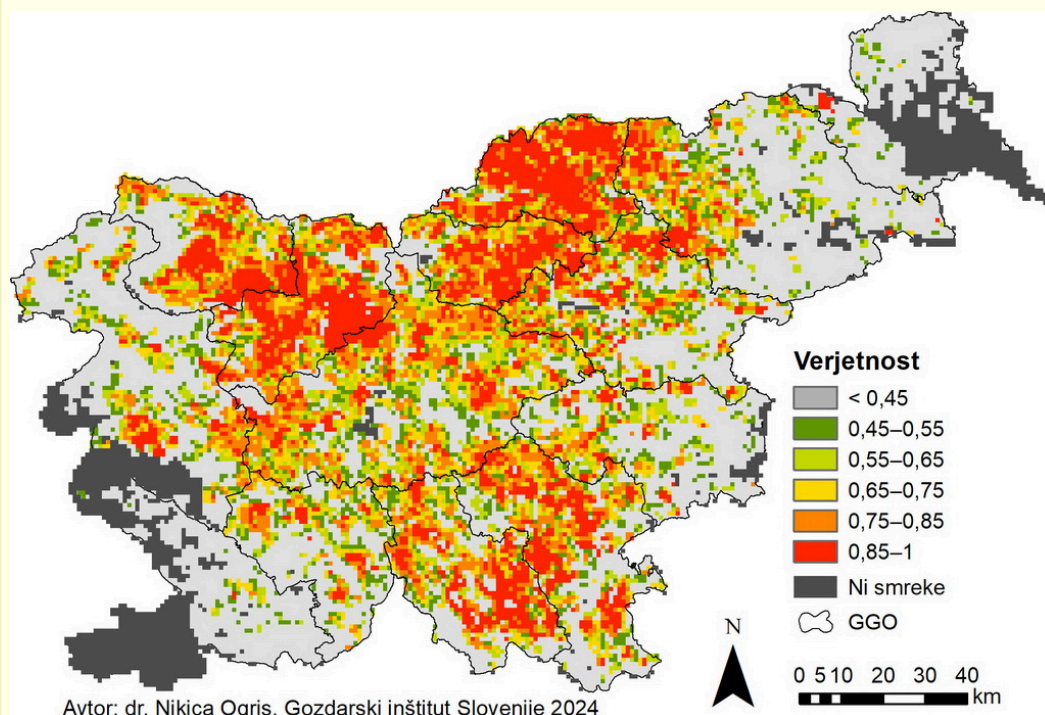 Verjetnost
< 0,45
0,45–0,55
0,55–0,65
0,65–0,75
0,75–0,85
0,85–1
Ni smreke
GGO
N
0 5 10 20 30 40
km
Avtor: dr. Nikica Ogris, Gozdarski inštitut Slovenije 2024